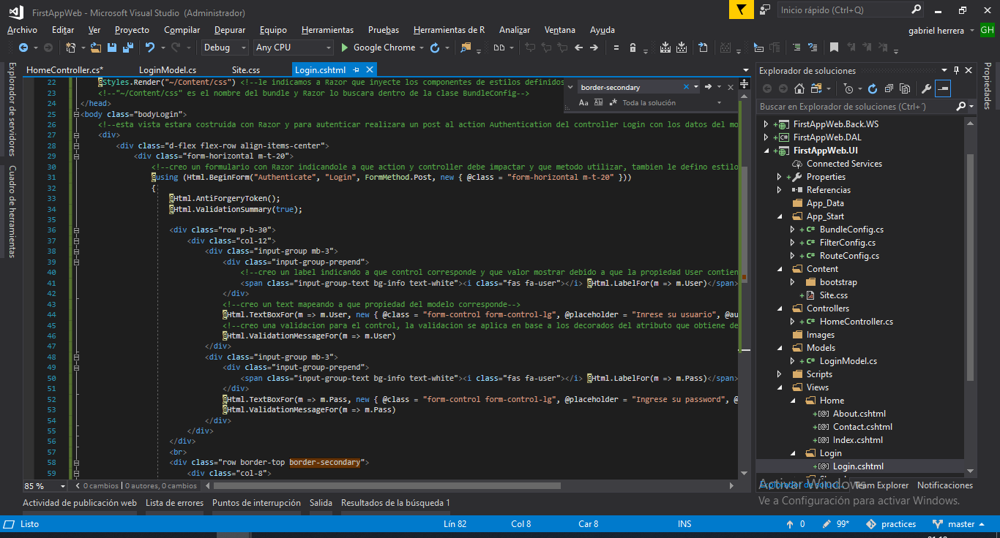 FirstAppWeb - Microsoft Visual Studio (Administrador)
Inicio rápido (Ctrl+Q)
Archivo Editar Ver Proyecto Compilar Depurar Equipo Herramientas Pruebas Herramientas de R Analizar Ventana Ayuda
gabriel herrera GH
Debug Any CPU Google Chrome
Explorador de servidores
Cuadro de herramientas
HomeController.cs* LoginModel.cs Site.css Login.cshtml
border-secondary
Aa Ab .* Toda la solución
22 @Styles.Render("~/Content/css") <!--le indicamos a Razor que inyecte los componentes de estilos definidos
23 <!--"~/Content/css" es el nombre del bundle y Razor lo buscara dentro de la clase BundleConfig-->
24 </head>
25 <body class="bodyLogin">
26 <!--esta vista estara costruida con Razor y para autenticar realizara un post al action Authentication del controller Login con los datos del mo
27 <div>
28 <div class="d-flex flex-row align-items-center">
29 <div class="form-horizontal m-t-20">
30 <!--creo un formulario con Razor indicandole a que action y controller debe impactar y que metodo utilizar, tambien le defino estilo
31 @using (Html.BeginForm("Authenticate", "Login", FormMethod.Post, new { @class = "form-horizontal m-t-20" }))
32 {
33 @Html.AntiForgeryToken();
34 @Html.ValidationSummary(true);
35
36 <div class="row p-b-30">
37 <div class="col-12">
38 <div class="input-group mb-3">
39 <div class="input-group-prepend">
40 <!--creo un label indicando a que control corresponde y que valor mostrar debido a que la propiedad User contien
41 <span class="input-group-text bg-info text-white"><i class="fas fa-user"></i> @Html.LabelFor(m => m.User)</span>
42 </div>
43 <!--creo un text mapeando a que propiedad del modelo corresponde-->
44 @Html.TextBoxFor(m => m.User, new { @class = "form-control form-control-lg", @placeholder = "Inrese su usuario", @au
45 <!--creo una validacion para el control, la validacion se aplica en base a los decorados del atributo que obtiene de
46 @Html.ValidationMessageFor(m => m.User)
47 </div>
48 <div class="input-group mb-3">
49 <div class="input-group-prepend">
50 <span class="input-group-text bg-info text-white"><i class="fas fa-user"></i> @Html.LabelFor(m => m.Pass)</span>
51 </div>
52 @Html.TextBoxFor(m => m.Pass, new { @class = "form-control form-control-lg", @placeholder = "Ingrese su password", @
53 @Html.ValidationMessageFor(m => m.Pass)
54 </div>
55 </div>
56 </div>
57 <br>
58 <div class="row border-top border-secondary">
59 <div class="col-8">
85 % 0 cambios | 0 autores, 0 cambios
Explorador de soluciones
Buscar en Explorador de soluciones (Ctrl+´)
FirstAppWeb.Back.WS
FirstAppWeb.DAL
FirstAppWeb.UI
Connected Services
Properties
Referencias
App_Data
App_Start
BundleConfig.cs
FilterConfig.cs
RouteConfig.cs
Content
bootstrap
Site.css
Controllers
HomeController.cs
Images
Models
LoginModel.cs
Scripts
Views
Home
About.cshtml
Contact.cshtml
Index.cshtml
Login
Login.cshtml
Explorador de soluci... Team Explorer Notificaciones
Propiedades
Activar Windows
Ve a Configuración para activar Windows.
Actividad de publicación web Lista de errores Puntos de interrupción Salida Resultados de la búsqueda 1
Listo Lín 82 Col 8 Car 8 INS 0 99* practices master